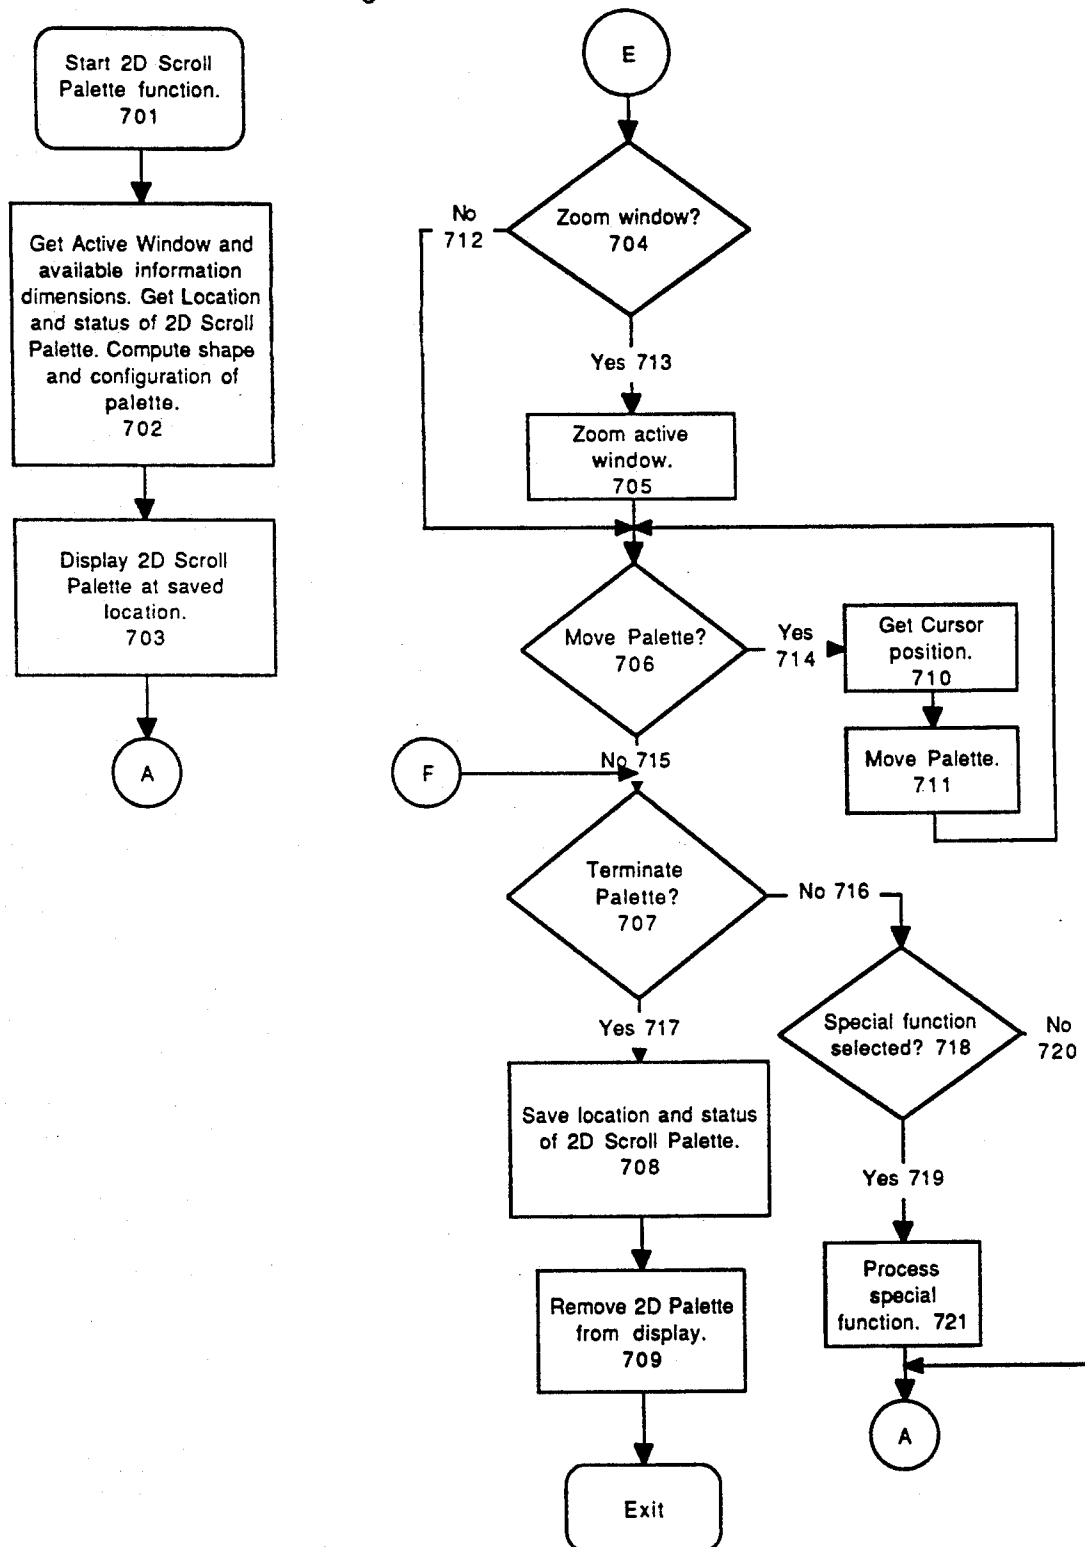 Start 2D Scroll
Palette function.
701
Get Active Window and
available information
dimensions. Get Location
and status of 2D Scroll
Palette. Compute shape
and configuration of
palette.
702
Display 2D Scroll
Palette at saved
location.
703
A
E
Zoom window?
704
No
712
Yes 713
Zoom active
window.
705
Move Palette?
706
Yes
714
Get Cursor
position.
710
Move Palette.
711
No 715
F
Terminate
Palette?
707
No 716
Yes 717
Special function
selected? 718
No
720
Save location and status
of 2D Scroll Palette.
708
Yes 719
Remove 2D Palette
from display.
709
Process
special
function. 721
A
Exit